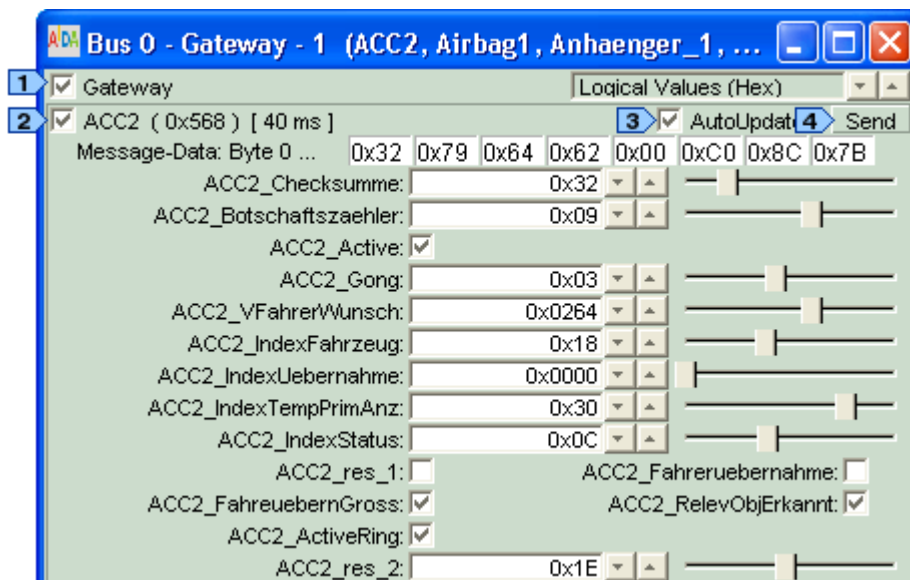 AIDA Bus 0 - Gateway - 1 (ACC2, Airbag1, Anhaenger_1, ...
1 Gateway Logical Values (Hex)
2 ACC2 ( 0x568 ) [ 40 ms ] 3 AutoUpdat 4 Send
Message-Data: Byte 0 ... 0x32 0x79 0x64 0x62 0x00 0xC0 0x8C 0x7B
ACC2_Checksumme: 0x32
ACC2_Botschaftszaehler: 0x09
ACC2_Active:
ACC2_Gong: 0x03
ACC2_VFahrerWunsch: 0x0264
ACC2_IndexFahrzeug: 0x18
ACC2_IndexUebernahme: 0x0000
ACC2_IndexTempPrimAnz: 0x30
ACC2_IndexStatus: 0x0C
ACC2_res_1: ACC2_Fahreruebernahme:
ACC2_FahreuebernGross: ACC2_RelevObjErkannt:
ACC2_ActiveRing:
ACC2_res_2: 0x1E